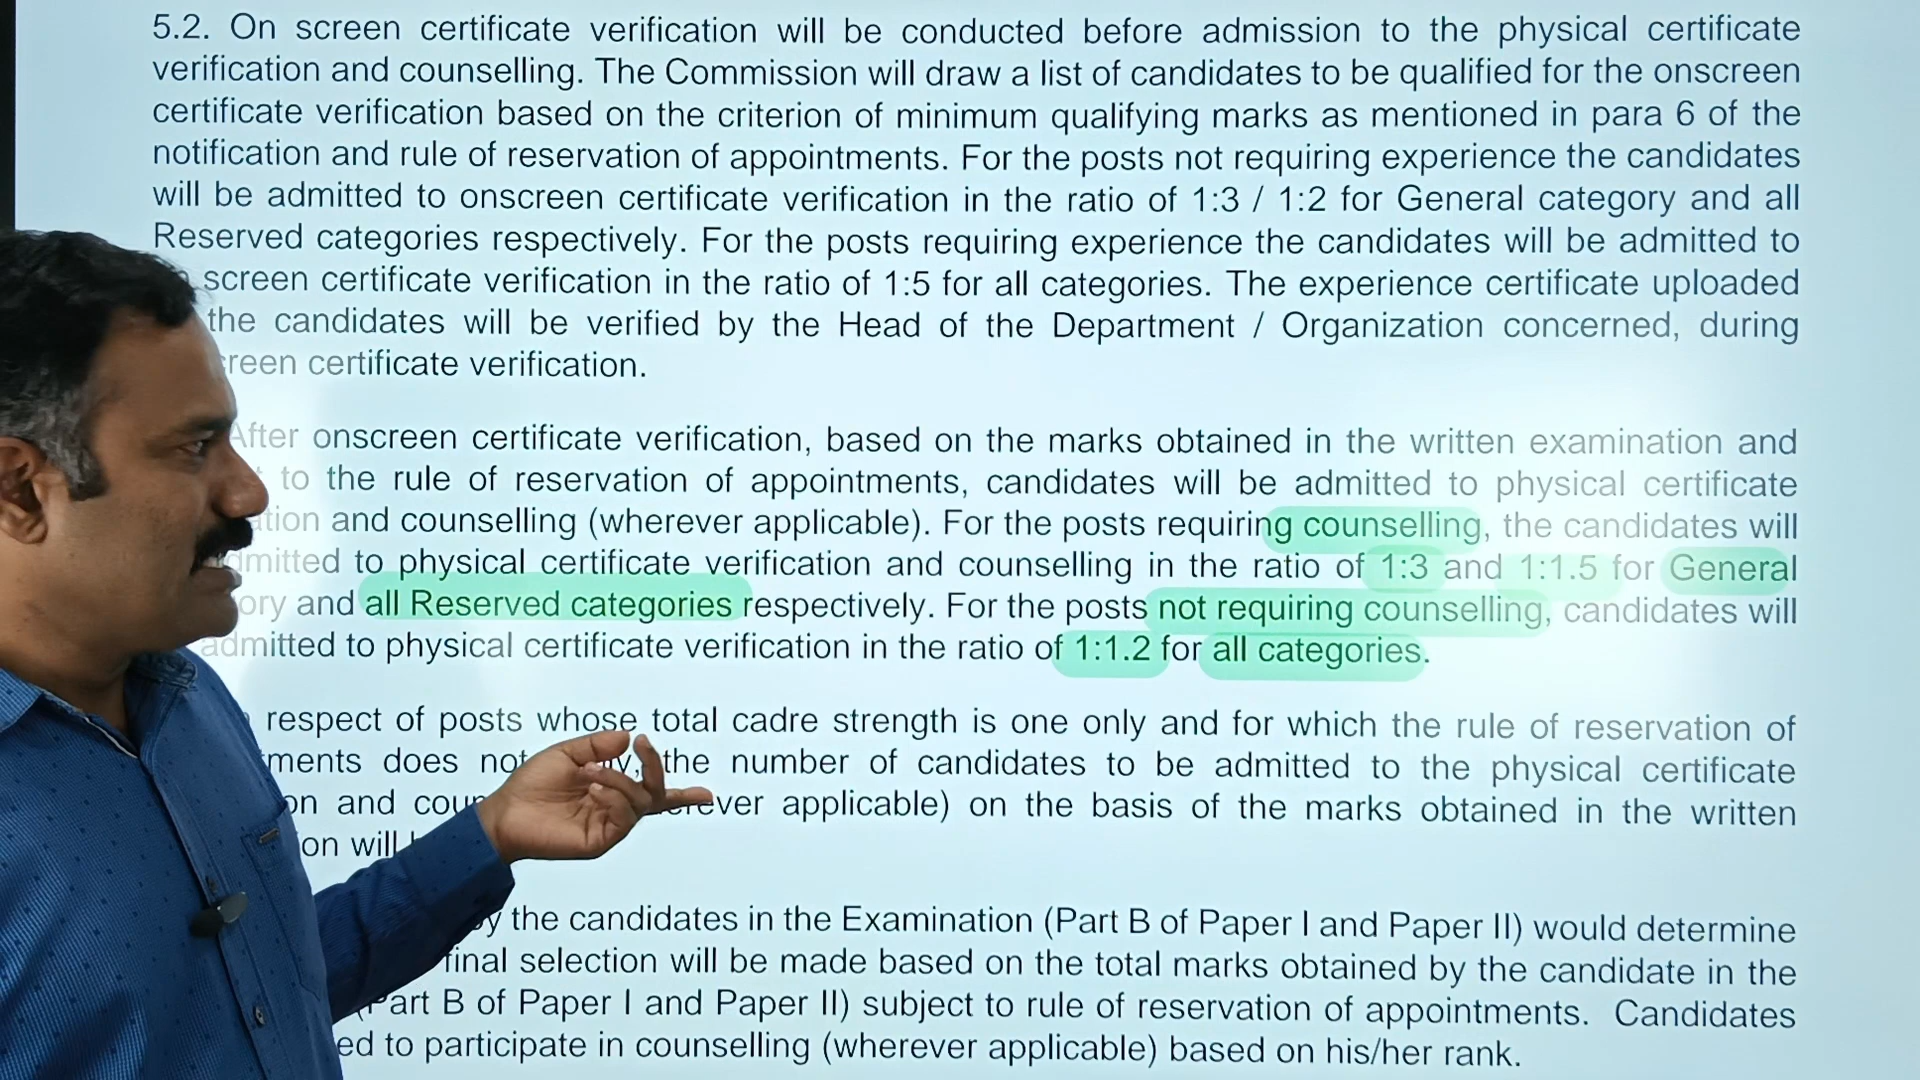 5.2. On screen certificate verification will be conducted before admission to the physical certificate
verification and counselling. The Commission will draw a list of candidates to be qualified for the onscreen
certificate verification based on the criterion of minimum qualifying marks as mentioned in para 6 of the
notification and rule of reservation of appointments. For the posts not requiring experience the candidates
will be admitted to onscreen certificate verification in the ratio of 1:3 / 1:2 for General category and all
Reserved categories respectively. For the posts requiring experience the candidates will be admitted to
screen certificate verification in the ratio of 1:5 for all categories. The experience certificate uploaded
the candidates will be verified by the Head of the Department / Organization concerned, during
reen certificate verification.
After onscreen certificate verification, based on the marks obtained in the written examination and
to the rule of reservation of appointments, candidates will be admitted to physical certificate
ation and counselling (wherever applicable). For the posts requiring counselling, the candidates will
dmitted to physical certificate verification and counselling in the ratio of 1:3 and 1:1.5 for General
ory and all Reserved categories respectively. For the posts not requiring counselling, candidates will
admitted to physical certificate verification in the ratio of 1:1.2 for all categories.
respect of posts whose total cadre strength is one only and for which the rule of reservation of
ments does not the number of candidates to be admitted to the physical certificate
on and cou ever applicable) on the basis of the marks obtained in the written
on will
y the candidates in the Examination (Part B of Paper I and Paper II) would determine
final selection will be made based on the total marks obtained by the candidate in the
(Part B of Paper I and Paper II) subject to rule of reservation of appointments. Candidates
ed to participate in counselling (wherever applicable) based on his/her rank.